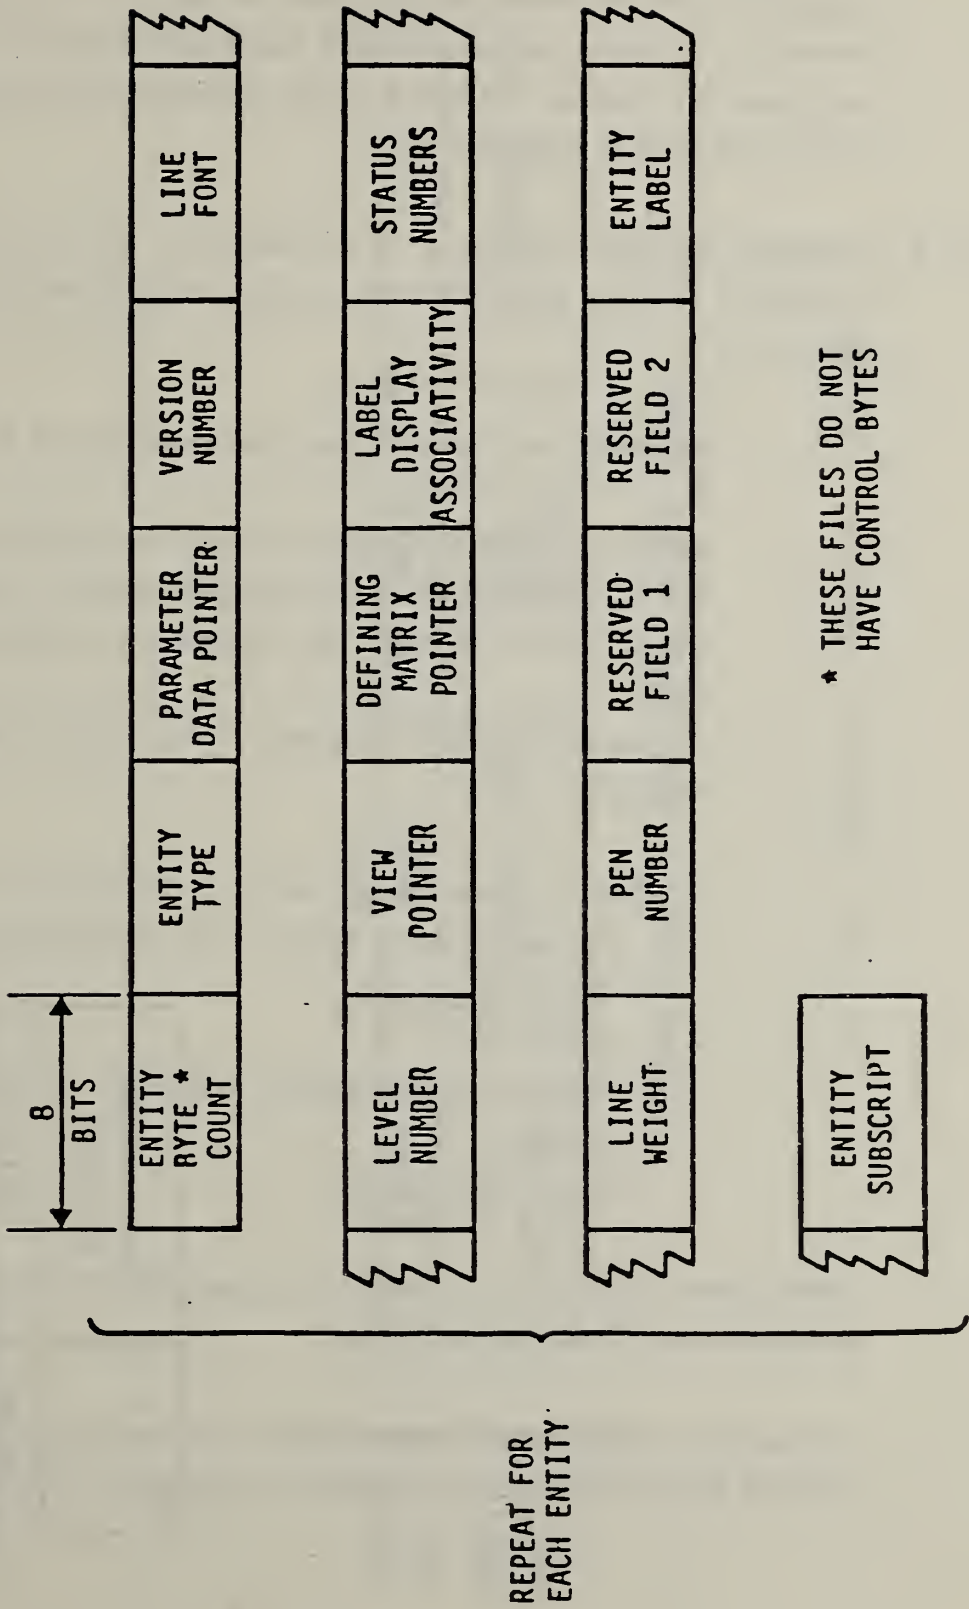 8
BITS
ENTITY
BYTE *
COUNT
ENTITY
TYPE
PARAMETER
DATA POINTER
VERSION
NUMBER
LINE
FONT
LEVEL
NUMBER
VIEW
POINTER
DEFINING
MATRIX
POINTER
LABEL
DISPLAY
ASSOCIATIVITY
STATUS
NUMBERS
LINE
WEIGHT
PEN
NUMBER
RESERVED
FIELD 1
RESERVED
FIELD 2
ENTITY
LABEL
ENTITY
SUBSCRIPT
REPEAT FOR
EACH ENTITY
* THESE FILES DO NOT
HAVE CONTROL BYTES